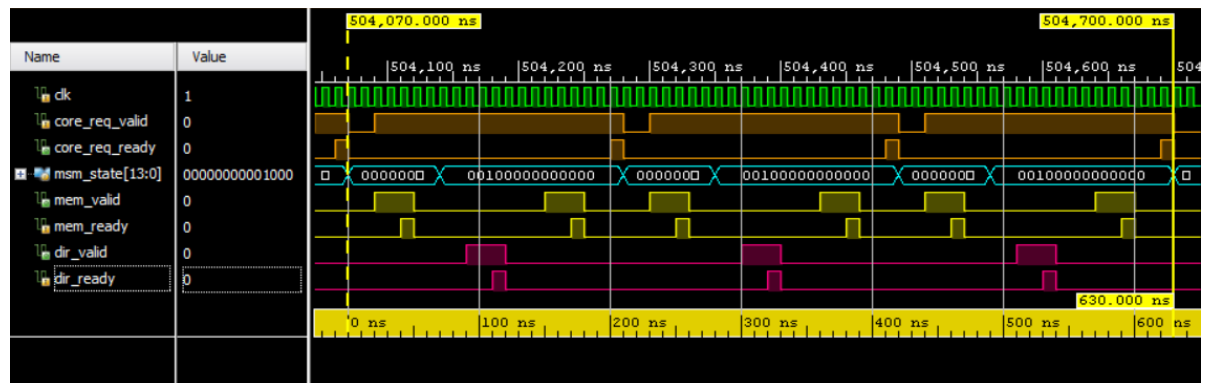 504,070.000 ns 504,700.000 ns
Name Value 504,100 ns 504,200 ns 504,300 ns 504,400 ns 504,500 ns 504,600 ns 504
clk 1
core_req_valid 0
core_req_ready 0
msm_state[13:0] 00000000001000 0000000 00100000000000 0000000 00100000000000 000000 00100000000000
mem_valid 0
mem_ready 0
dir_valid 0
dir_ready 0
630.000 ns
0 ns 100 ns 200 ns 300 ns 400 ns 500 ns 600 ns